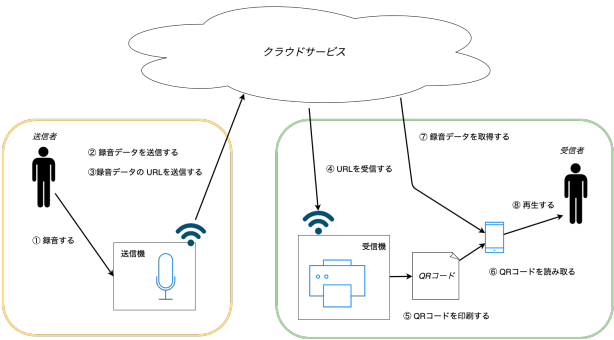 クラウドサービス
送信者
② 録音データを送信する
③録音データの URLを送信する
① 録音する
送信機
⑦ 録音データを取得する
受信者
④ URLを受信する
⑧ 再生する
受信機
QRコード
⑥ QRコードを読み取る
⑤ QRコードを印刷する